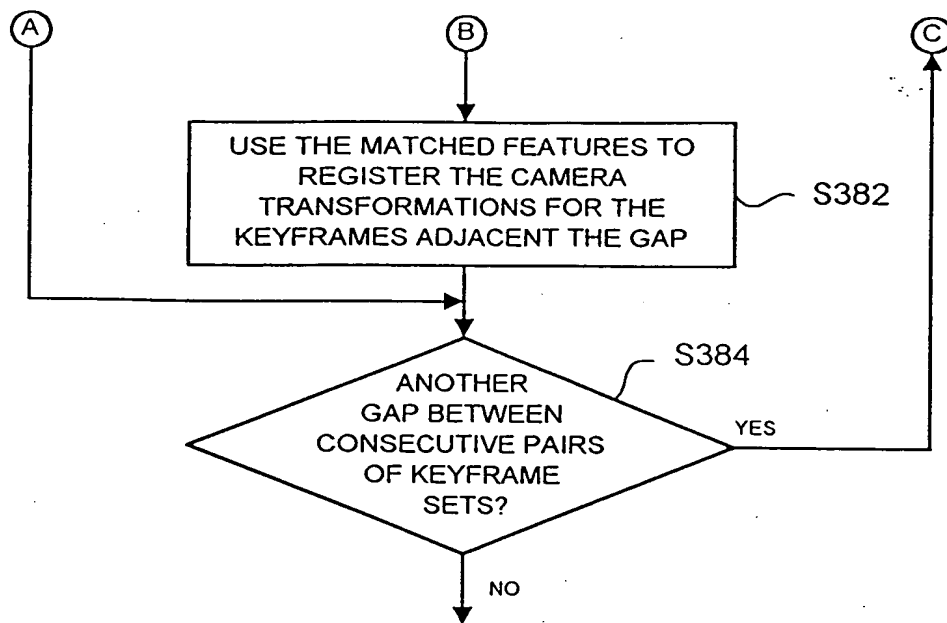 A
B
C
USE THE MATCHED FEATURES TO
REGISTER THE CAMERA
TRANSFORMATIONS FOR THE
KEYFRAMES ADJACENT THE GAP
S382
S384
ANOTHER
GAP BETWEEN
CONSECUTIVE PAIRS
OF KEYFRAME
SETS?
YES
NO